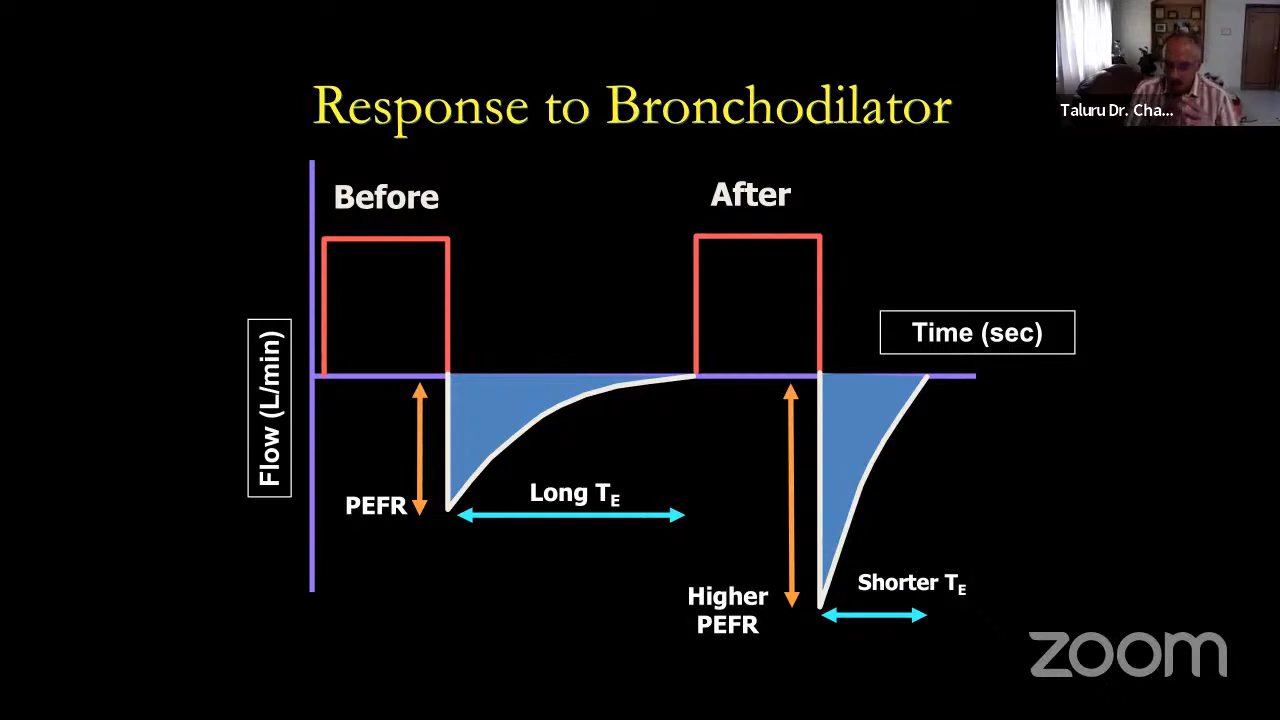 Taluru Dr. Cha...
Response to Bronchodilator
Before
After
Time (sec)
Flow (L/min)
PEFR
Long TE
Higher
PEFR
Shorter TE
zoom